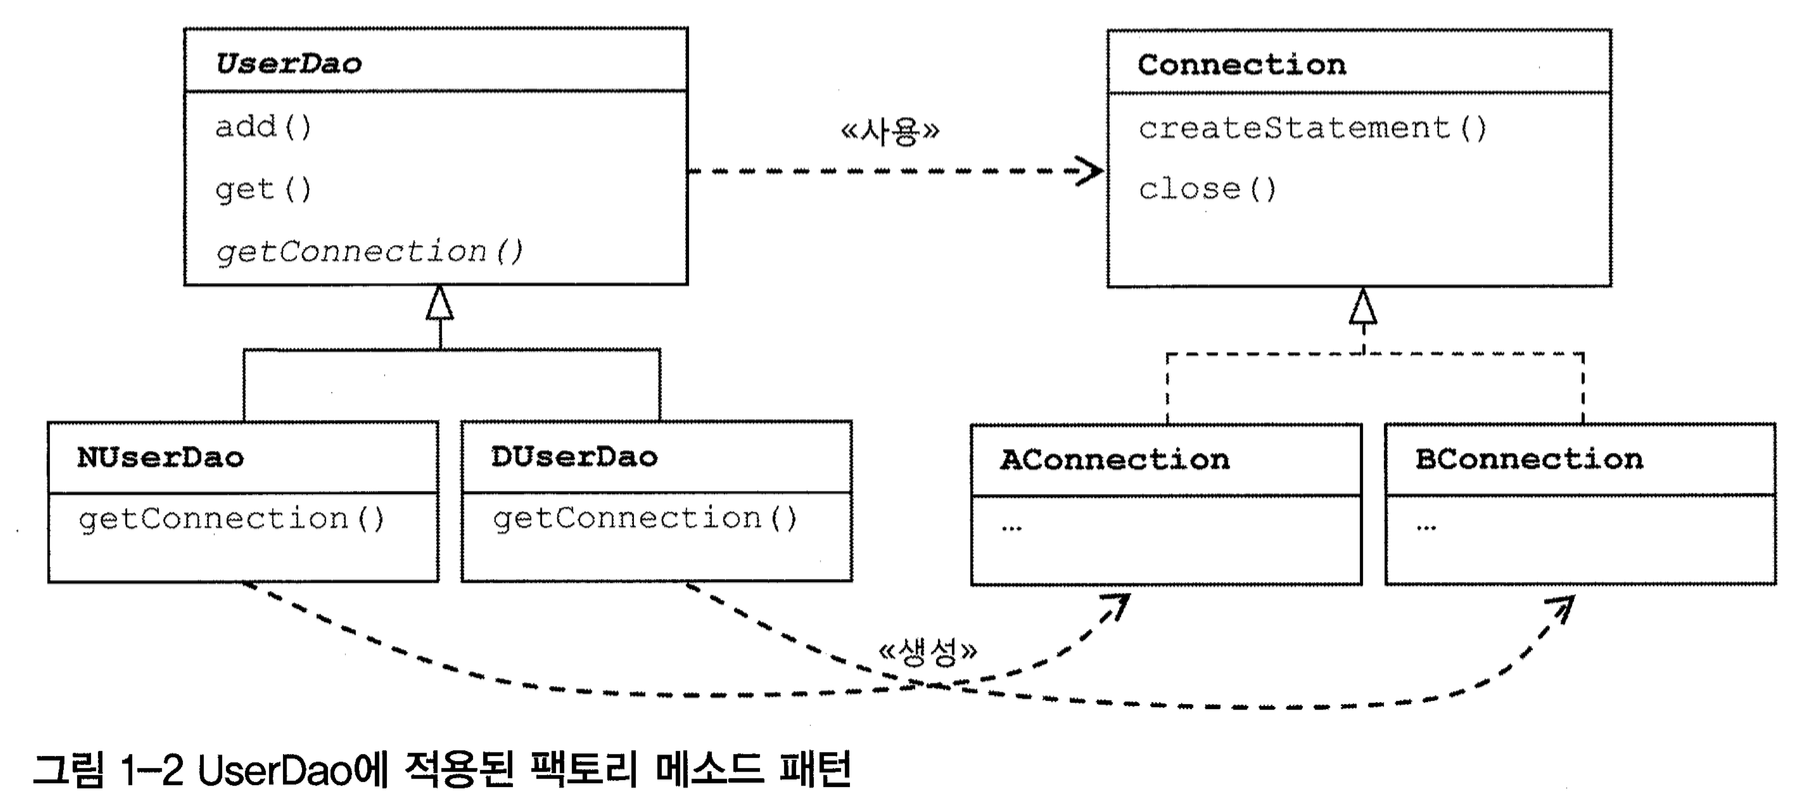 UserDao
add()
get()
getConnection()
«사용»
Connection
createStatement()
close()
NUserDao
getConnection()
DUserDao
getConnection()
AConnection
...
BConnection
...
«생성»
그림 1–2 UserDao에 적용된 팩토리 메소드 패턴